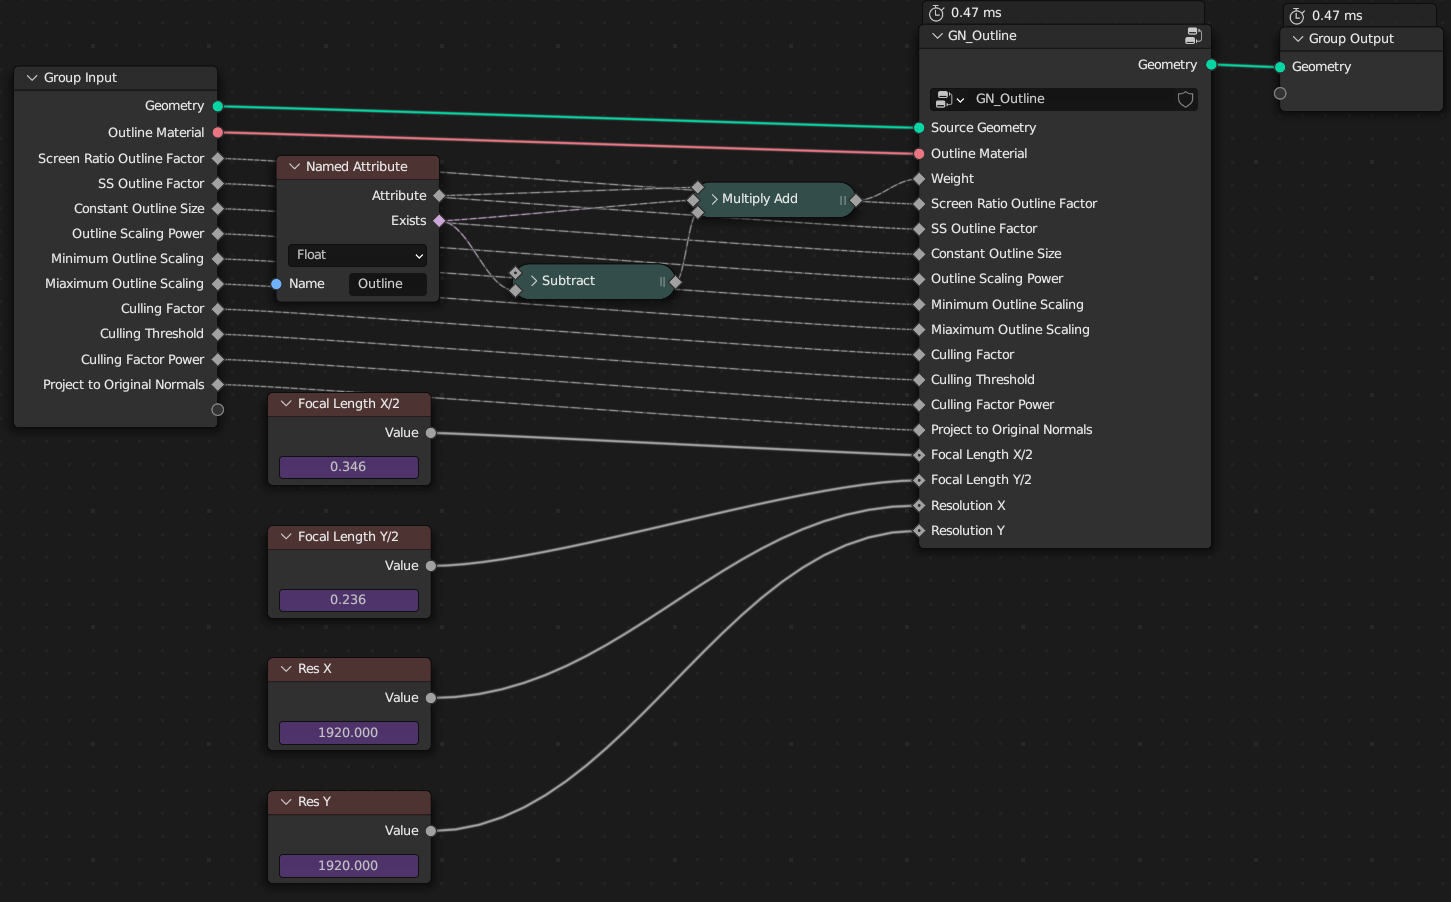 Group Input
Geometry
Outline Material
Screen Ratio Outline Factor
SS Outline Factor
Constant Outline Size
Outline Scaling Power
Minimum Outline Scaling
Miaximum Outline Scaling
Culling Factor
Culling Threshold
Culling Factor Power
Project to Original Normals
Named Attribute
Attribute
Exists
Float
Name Outline
Multiply Add
Subtract
Focal Length X/2
Value
0.346
Focal Length Y/2
Value
0.236
Res X
Value
1920.000
Res Y
Value
1920.000
0.47 ms
GN_Outline
Geometry
GN_Outline
Source Geometry
Outline Material
Weight
Screen Ratio Outline Factor
SS Outline Factor
Constant Outline Size
Outline Scaling Power
Minimum Outline Scaling
Miaximum Outline Scaling
Culling Factor
Culling Threshold
Culling Factor Power
Project to Original Normals
Focal Length X/2
Focal Length Y/2
Resolution X
Resolution Y
0.47 ms
Group Output
Geometry